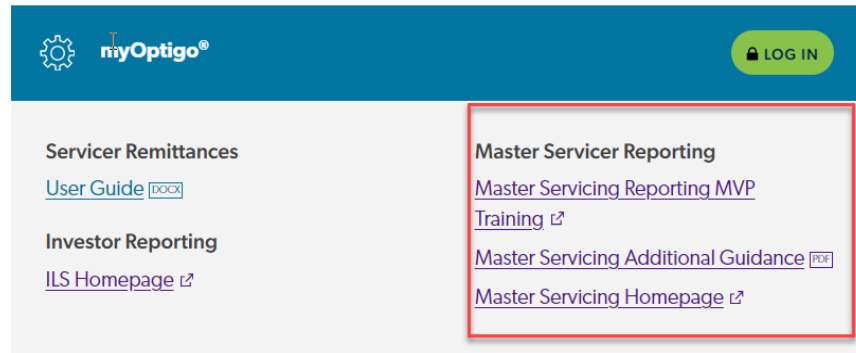 myOptigo®
LOG IN
Servicer Remittances
User Guide DOCX
Investor Reporting
ILS Homepage
Master Servicer Reporting
Master Servicing Reporting MVP
Training
Master Servicing Additional Guidance PDF
Master Servicing Homepage